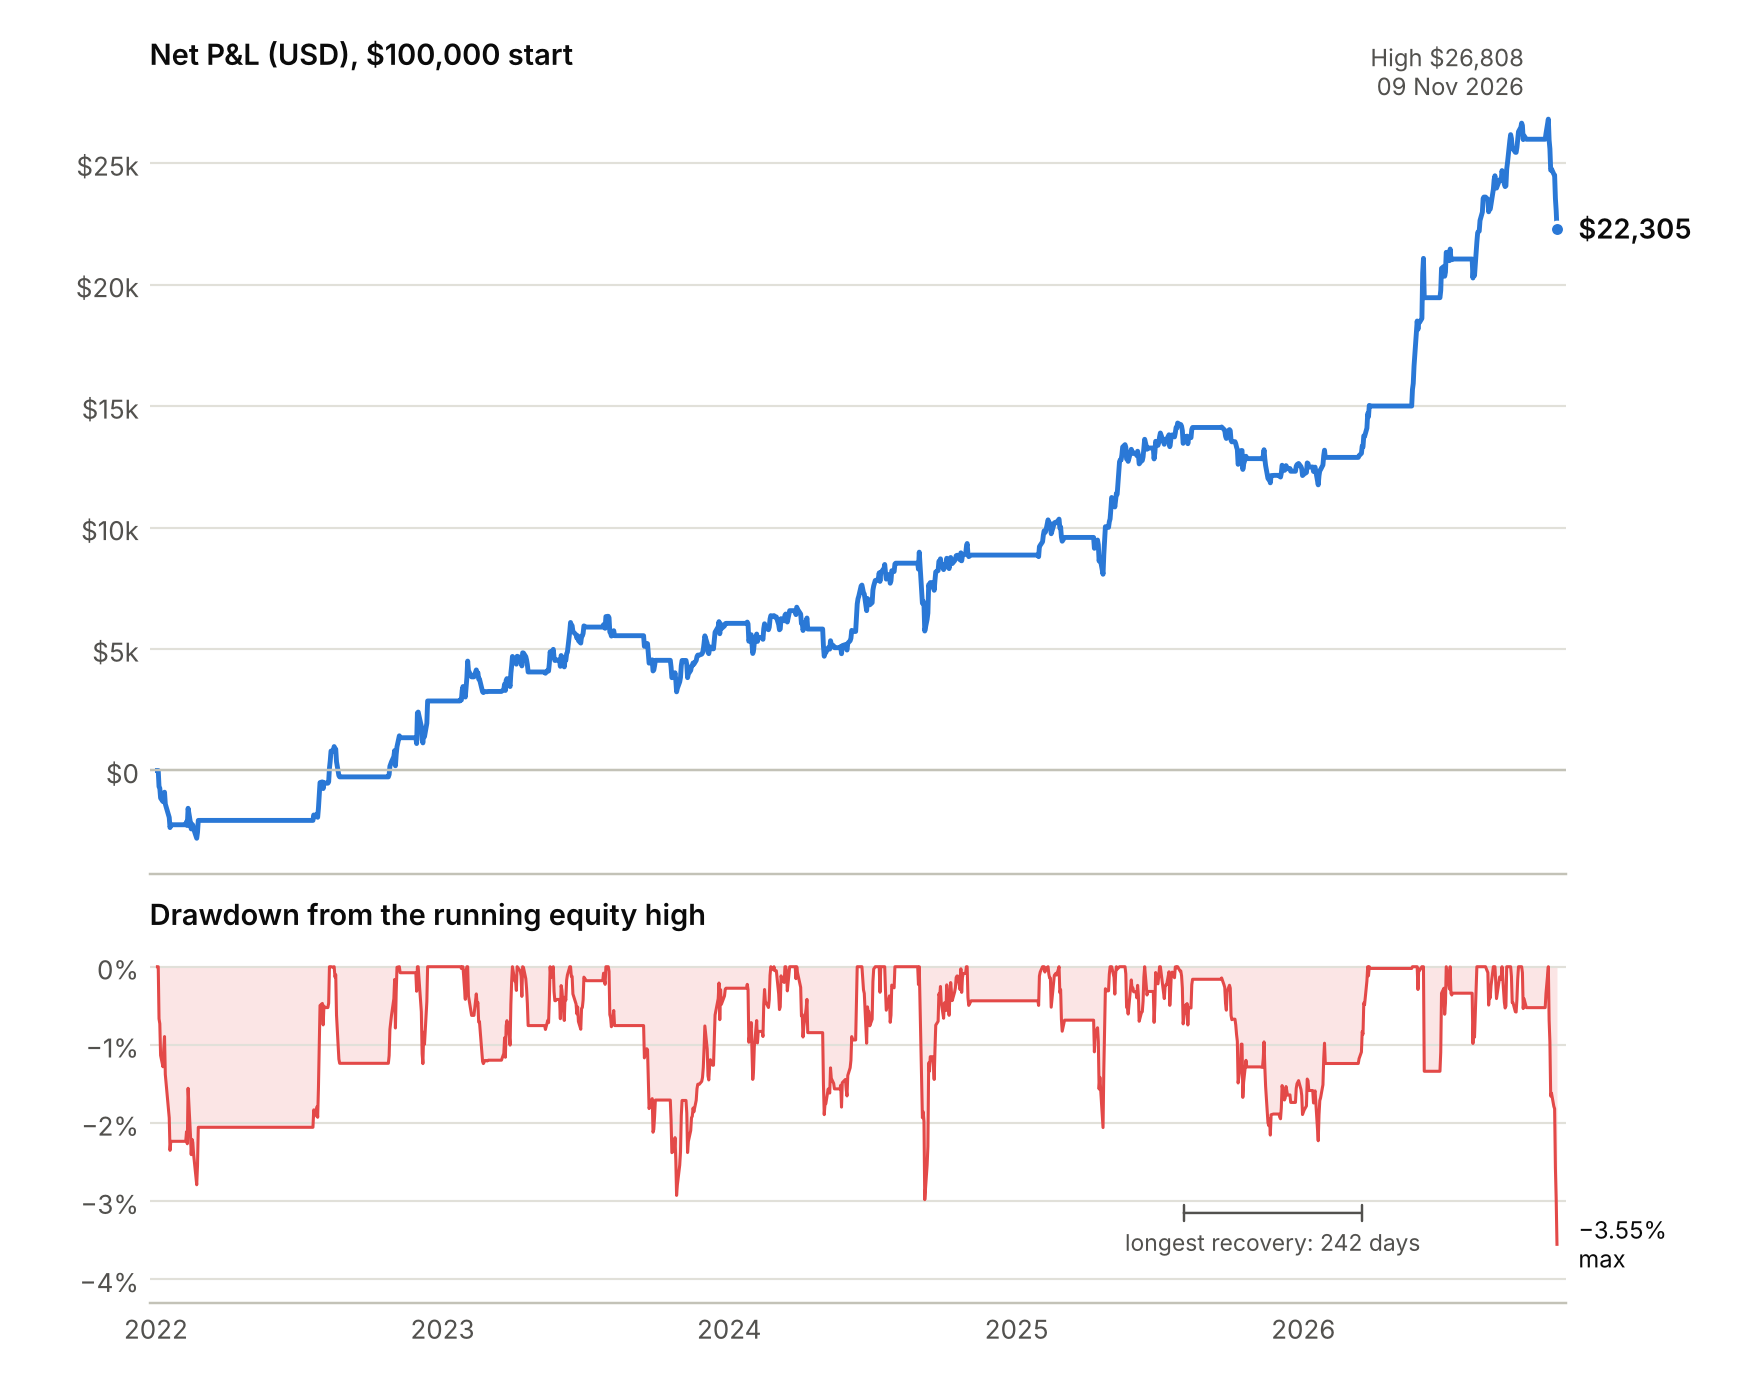 Net P&L (USD), $100,000 start
High $26,808
09 Nov 2026
$25k
$22,305
$20k
$15k
$10k
$5k
$0
Drawdown from the running equity high
0%
−1%
−2%
−3%
−3.55%
max
longest recovery: 242 days
−4%
2022
2023
2024
2025
2026